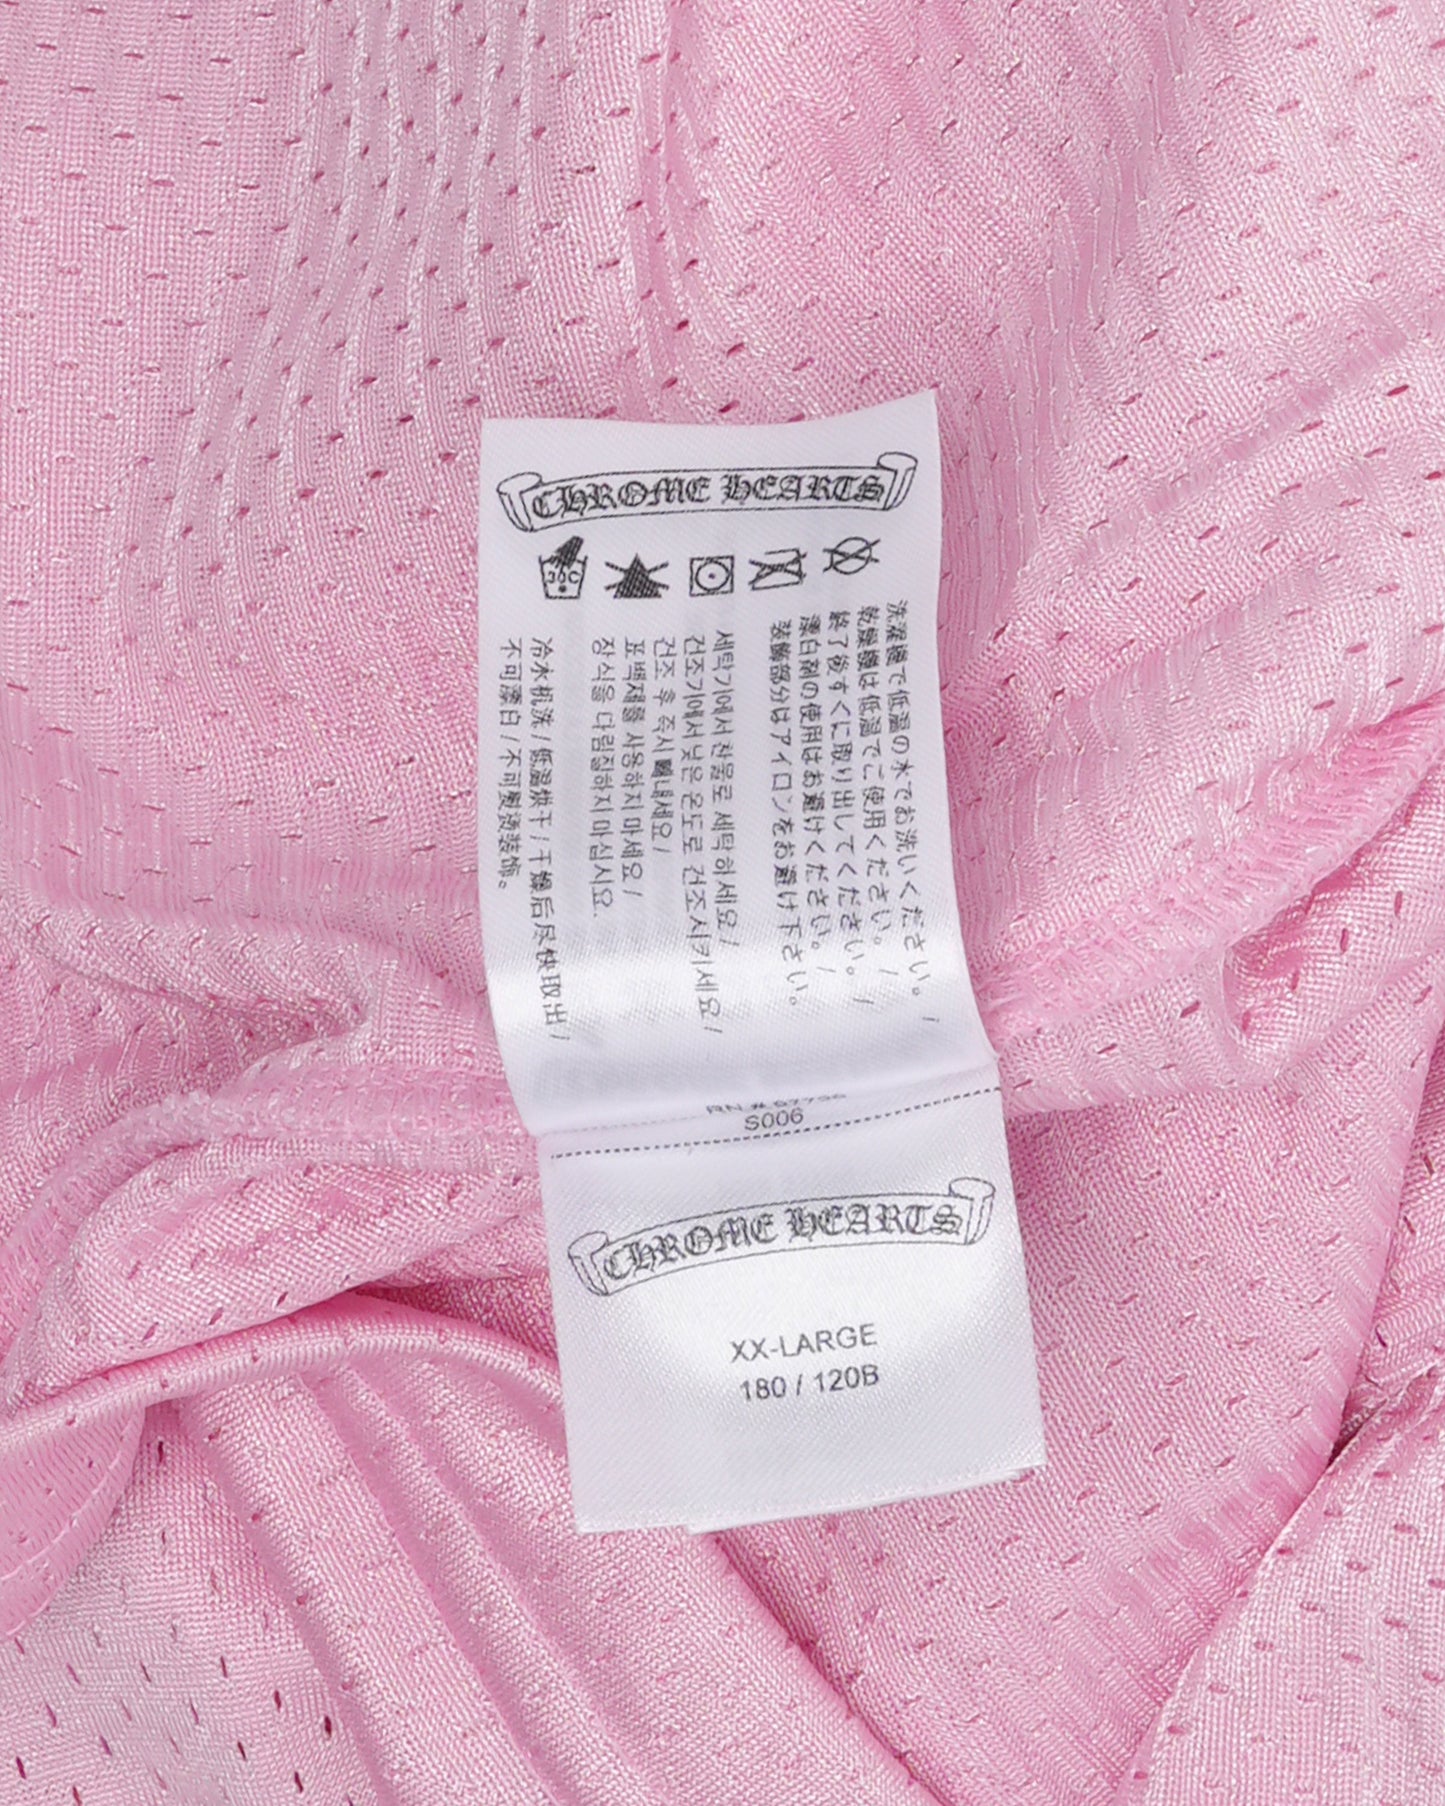 CHROME HEARTS
30C
洗濯機で低温の水でお洗いください。 /
乾燥機は低温でご使用ください。 /
終了後すぐに取り出してください。 /
漂白剤の使用はお避けください。 /
装飾部分はアイロンをお避け下さい。
세탁기에서 찬물로 세탁하세요 /
건조기에서 낮은 온도로 건조시키세요 /
건조 후 즉시 빼내세요 /
표백제를 사용하지 마세요 /
장식을 다림질하지 마십시요.
冷水机洗 / 低温烘干 / 干燥后尽快取出 /
不可漂白 / 不可熨烫装饰。
RN #
S006
CHROME HEARTS
XX-LARGE
180 / 120B